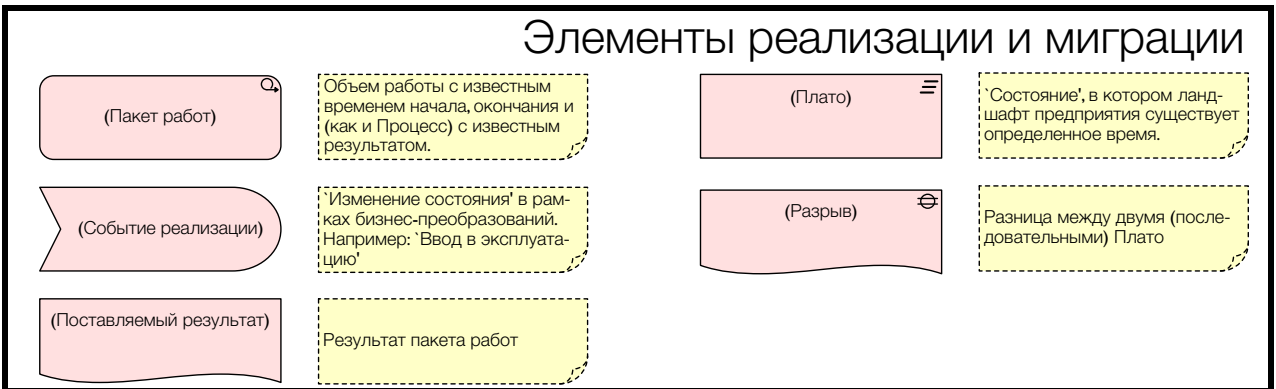 Элементы реализации и миграции
(Пакет работ)
Объем работы с известным
временем начала, окончания и
(как и Процесс) с известным
результатом.
(Плато)
`Состояние', в котором ланд-
шафт предприятия существует
определенное время.
(Событие реализации)
`Изменение состояния' в рам-
ках бизнес-преобразований.
Например: `Ввод в эксплуата-
цию'
(Разрыв)
Разница между двумя (после-
довательными) Плато
(Поставляемый результат)
Результат пакета работ